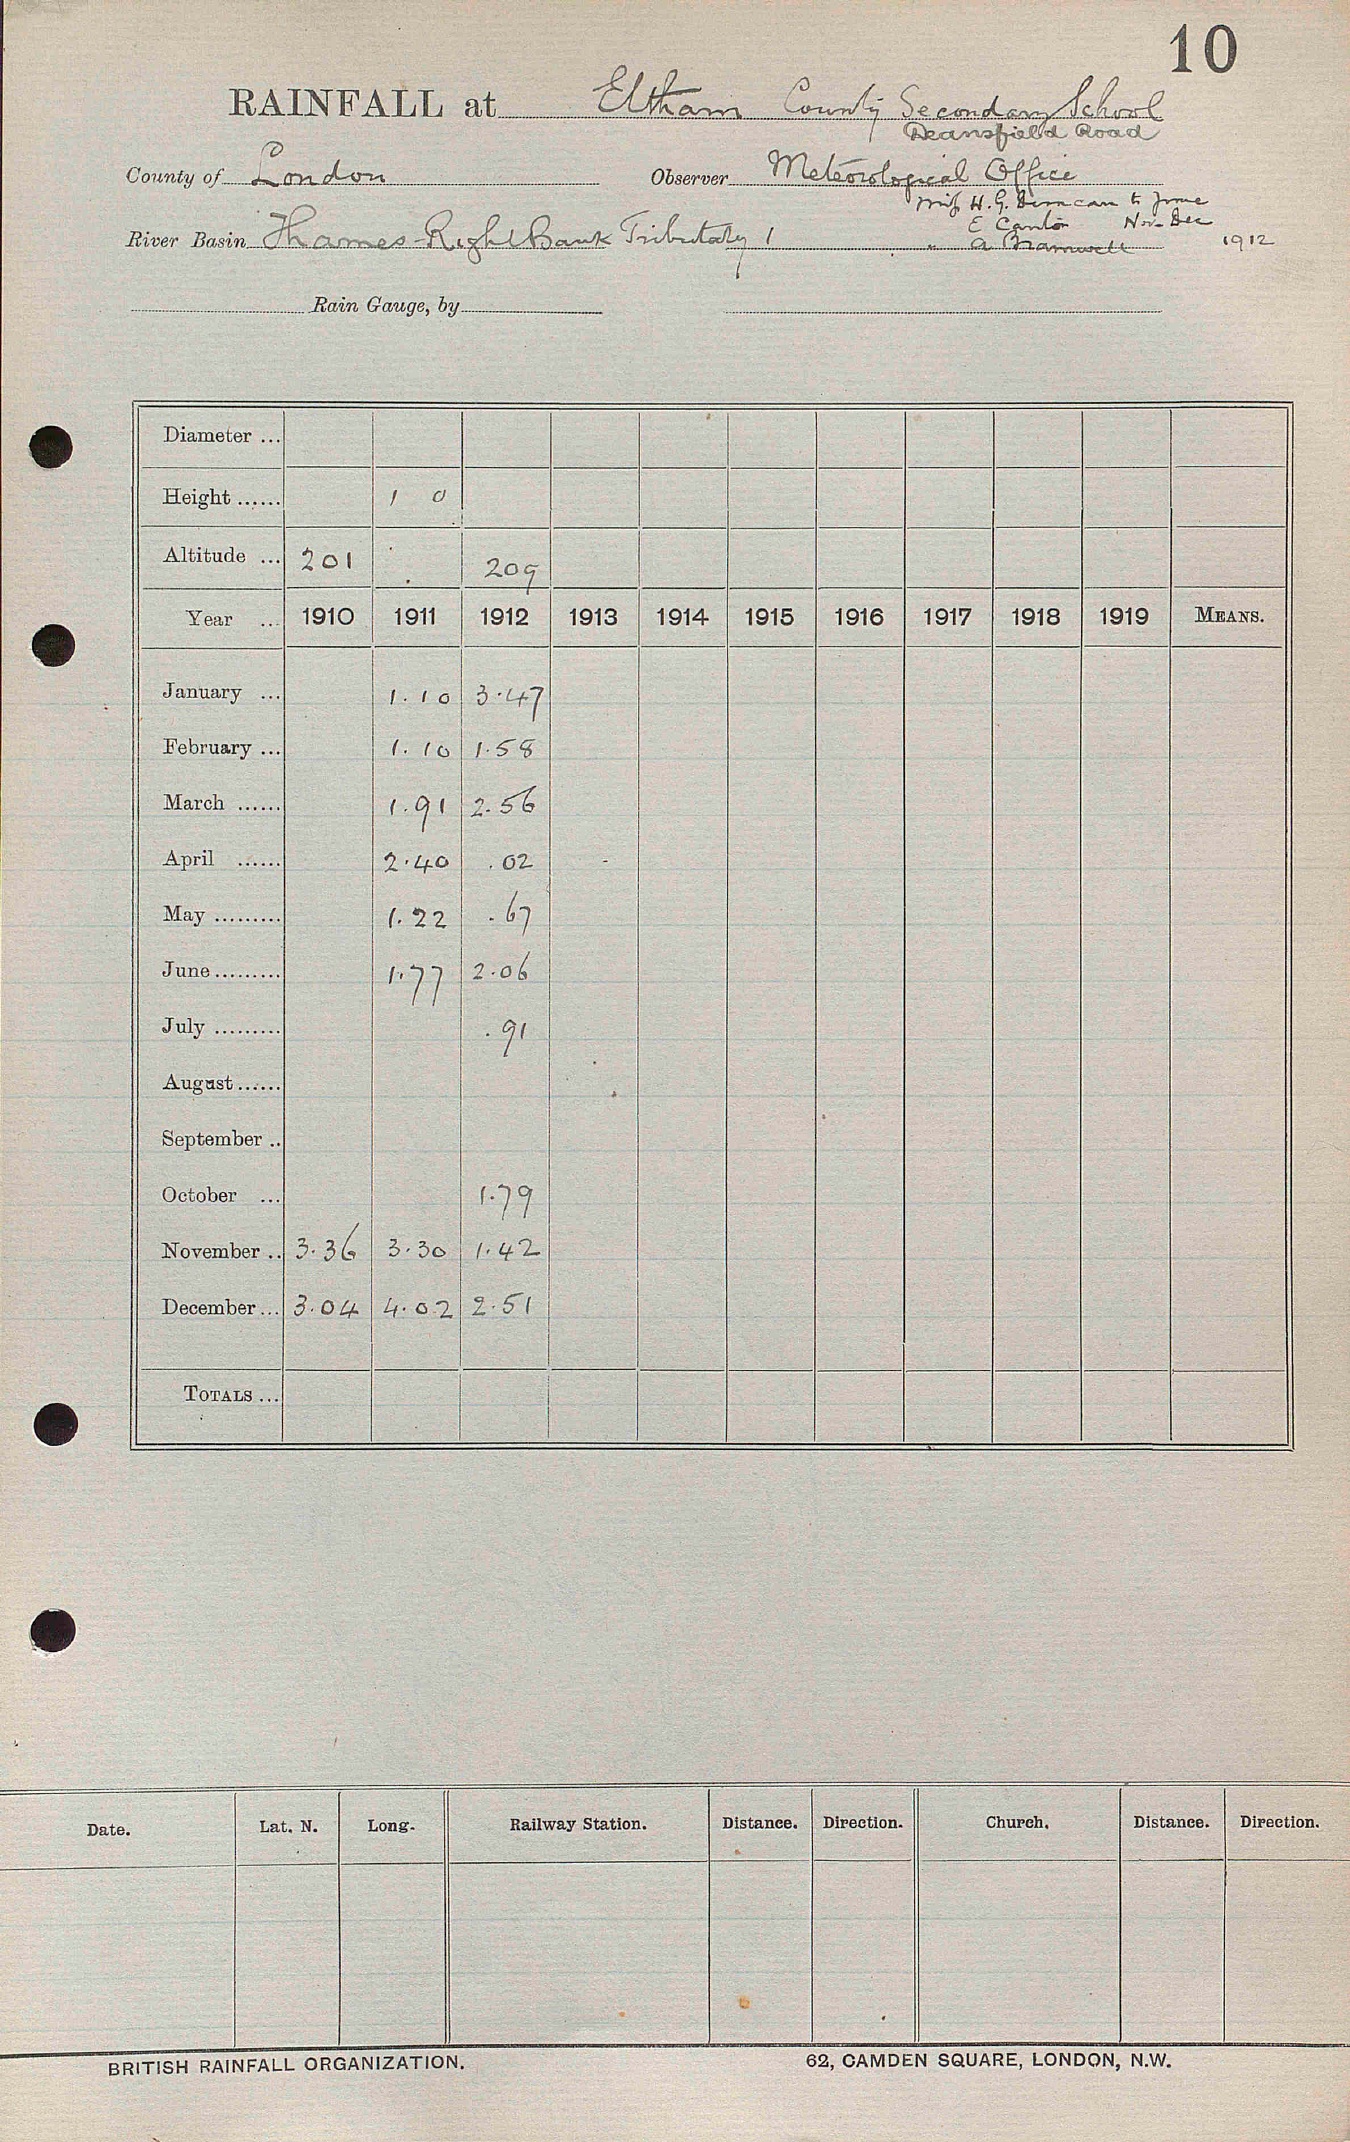 10
RAINFALL at Eltham County Secondary School
Deansfield Road
County of London Observer Meteorological Office
Miss H. G. Duncan to June
E Canton Nov-Dec
River Basin Thames-Right Bank Tributary 1 " A Bramwell 1912
Rain Gauge, by
Diameter ...
Height ...... 1 0
Altitude ... 201 209
Year ... 1910 1911 1912 1913 1914 1915 1916 1917 1918 1919 MEANS.
January ... 1.10 3.47
February ... 1.10 1.58
March ...... 1.91 2.56
April ...... 2.40 .02
May ......... 1.22 .67
June ......... 1.77 2.06
July ......... .91
August ......
September ..
October ... 1.79
November .. 3.36 3.30 1.42
December ... 3.04 4.02 2.51
TOTALS ...
Date. Lat. N. Long. Railway Station. Distance. Direction. Church. Distance. Direction.
BRITISH RAINFALL ORGANIZATION. 62, CAMDEN SQUARE, LONDON, N.W.